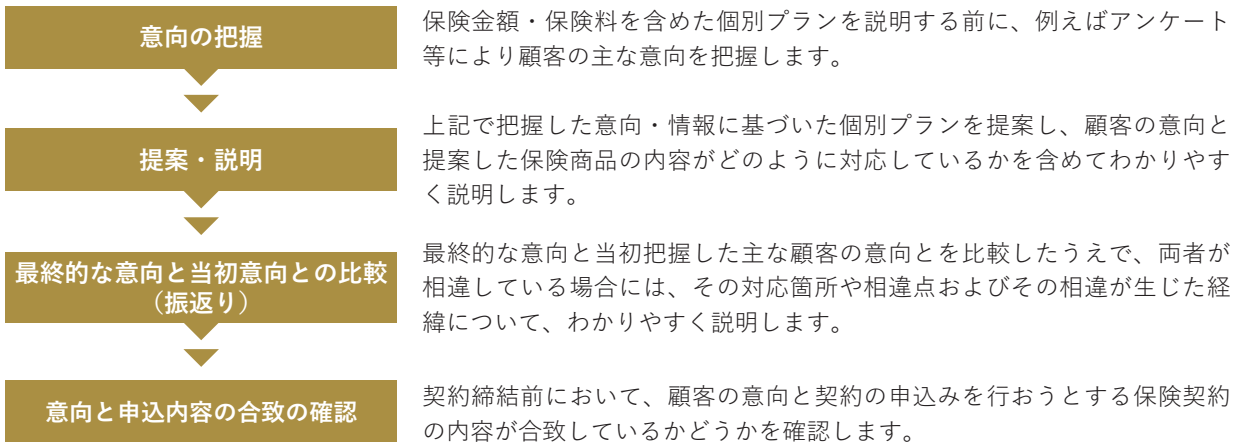 意向の把握
保険金額・保険料を含めた個別プランを説明する前に、例えばアンケート
等により顧客の主な意向を把握します。
提案・説明
上記で把握した意向・情報に基づいた個別プランを提案し、顧客の意向と
提案した保険商品の内容がどのように対応しているかを含めてわかりやす
く説明します。
最終的な意向と当初意向との比較
（振返り）
最終的な意向と当初把握した主な顧客の意向とを比較したうえで、両者が
相違している場合には、その対応箇所や相違点およびその相違が生じた経
緯について、わかりやすく説明します。
意向と申込内容の合致の確認
契約締結前において、顧客の意向と契約の申込みを行おうとする保険契約
の内容が合致しているかどうかを確認します。